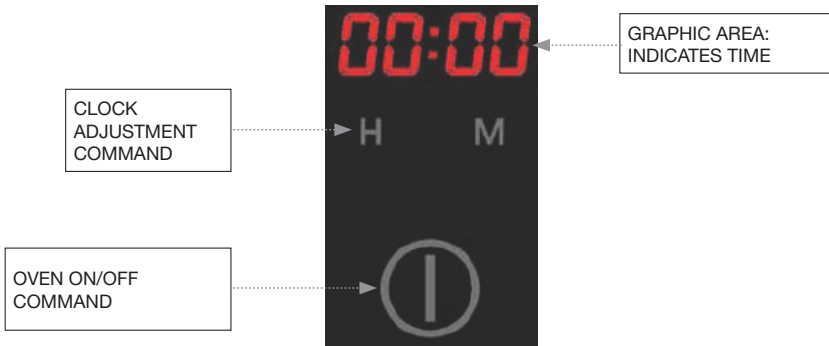 00:00
GRAPHIC AREA:
INDICATES TIME
CLOCK
ADJUSTMENT
COMMAND
H M
OVEN ON/OFF
COMMAND